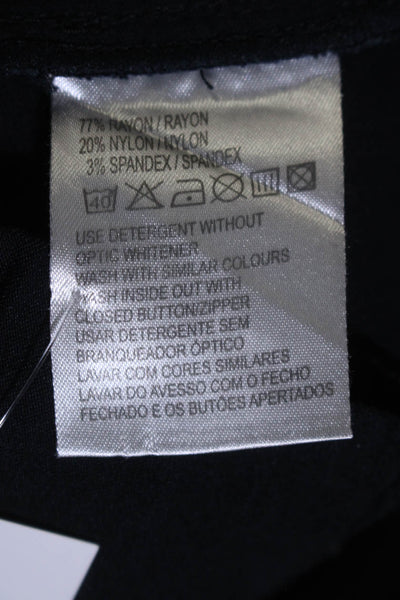 77% RAYON / RAYON
20% NYLON / NYLON
3% SPANDEX / SPANDEX
40
USE DETERGENT WITHOUT
OPTIC WHITENER
WASH WITH SIMILAR COLOURS
WASH INSIDE OUT WITH
CLOSED BUTTON/ZIPPER
USAR DETERGENTE SEM
BRANQUEADOR ÓPTICO
LAVAR COM CORES SIMILARES
LAVAR DO AVESSO COM O FECHO
FECHADO E OS BUTÕES APERTADOS